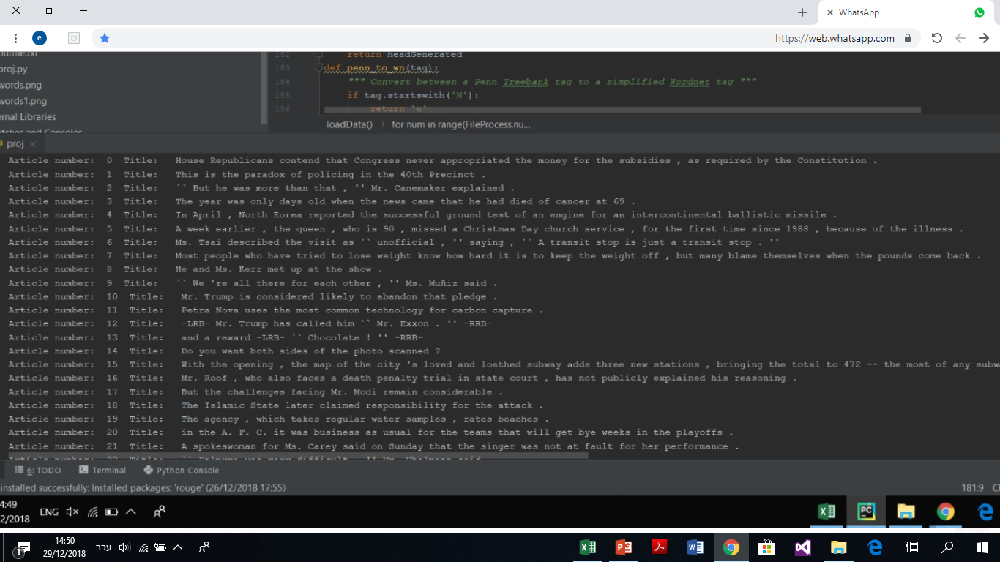 WhatsApp
https://web.whatsapp.com
outfile.txt
182 return headGenerated
proj.py
183 def penn_to_wn(tag):
words.png
184 """ Convert between a Penn Treebank tag to a simplified Wordnet tag """
words1.png
185 if tag.startswith('N'):
ernal Libraries
186 return 'n'
atches and Consoles
loadData() › for num in range(FileProcess.nu...
proj
Article number: 0 Title: House Republicans contend that Congress never appropriated the money for the subsidies , as required by the Constitution .
Article number: 1 Title: This is the paradox of policing in the 40th Precinct .
Article number: 2 Title: `` But he was more than that , '' Mr. Canemaker explained .
Article number: 3 Title: The year was only days old when the news came that he had died of cancer at 69 .
Article number: 4 Title: In April , North Korea reported the successful ground test of an engine for an intercontinental ballistic missile .
Article number: 5 Title: A week earlier , the queen , who is 90 , missed a Christmas Day church service , for the first time since 1988 , because of the illness .
Article number: 6 Title: Ms. Tsai described the visit as `` unofficial , '' saying , `` A transit stop is just a transit stop . ''
Article number: 7 Title: Most people who have tried to lose weight know how hard it is to keep the weight off , but many blame themselves when the pounds come back .
Article number: 8 Title: He and Ms. Kerr met up at the show .
Article number: 9 Title: `` We 're all there for each other , '' Ms. Muñiz said .
Article number: 10 Title: Mr. Trump is considered likely to abandon that pledge .
Article number: 11 Title: Petra Nova uses the most common technology for carbon capture .
Article number: 12 Title: -LRB- Mr. Trump has called him `` Mr. Exxon . '' -RRB-
Article number: 13 Title: and a reward -LRB- `` Chocolate ! '' -RRB-
Article number: 14 Title: Do you want both sides of the photo scanned ?
Article number: 15 Title: With the opening , the map of the city 's loved and loathed subway adds three new stations , bringing the total to 472 -- the most of any subw
Article number: 16 Title: Mr. Roof , who also faces a death penalty trial in state court , has not publicly explained his reasoning .
Article number: 17 Title: But the challenges facing Mr. Modi remain considerable .
Article number: 18 Title: The Islamic State later claimed responsibility for the attack .
Article number: 19 Title: The agency , which takes regular water samples , rates beaches .
Article number: 20 Title: in the A. F. C. it was business as usual for the teams that will get bye weeks in the playoffs .
Article number: 21 Title: A spokeswoman for Ms. Carey said on Sunday that the singer was not at fault for her performance .
6: TODO Terminal Python Console
installed successfully: Installed packages: 'rouge' (26/12/2018 17:55) 181:9
4:49
ENG
2/2018
14:50
עבר
29/12/2018